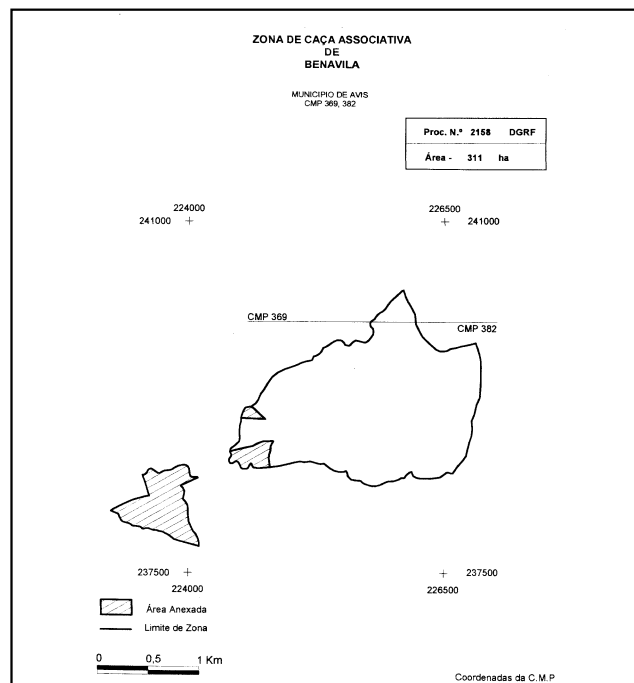 ZONA DE CAÇA ASSOCIATIVA
DE
BENAVILA
MUNICIPIO DE AVIS
CMP 369, 382
Proc. N.º 2158 DGRF
Área - 311 ha
224000
241000
226500
241000
CMP 369
CMP 382
237500
224000
237500
226500
Área Anexada
Limite de Zona
0 0,5 1 Km
Coordenadas da C.M.P